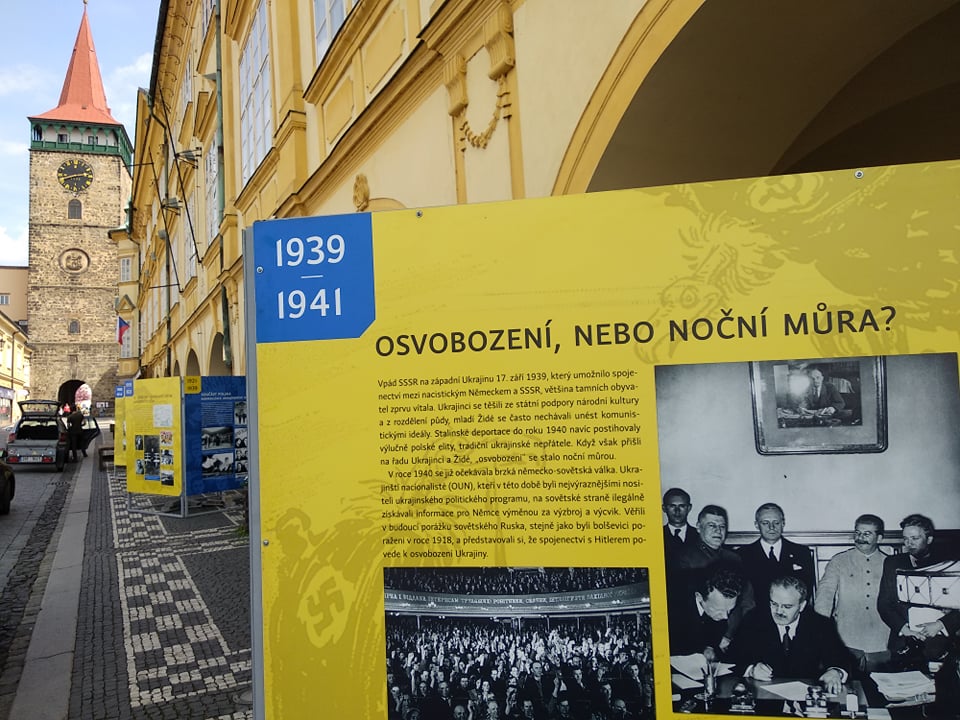 1939
1941
OSVOBOZENÍ, NEBO NOČNÍ MŮRA?
Vpád SSSR na západní Ukrajinu 17. září 1939, který umožnilo spoje-
nectví mezi nacistickým Německem a SSSR, většina tamních obyva-
tel zprvu vítala. Ukrajinci se těšili ze státní podpory národní kultury
a z rozdělení půdy, mladí Židé se často nechávali unést komunis-
tickými ideály. Stalinské deportace do roku 1940 navíc postihovaly
výlučně polské elity, tradiční ukrajinské nepřátele. Když však přišli
na řadu Ukrajinci a Židé, „osvobození" se stalo noční můrou.
V roce 1940 se již očekávala brzká německo-sovětská válka. Ukra-
jinští nacionalisté (OUN), kteří v této době byli nejvýraznějšími nosi-
teli ukrajinského politického programu, na sovětské straně ilegálně
získávali informace pro Němce výměnou za výzbroj a výcvik. Věřili
v budoucí porážku sovětského Ruska, stejně jako byli bolševici po-
raženi v roce 1918, a představovali si, že spojenectví s Hitlerem po-
vede k osvobození Ukrajiny.